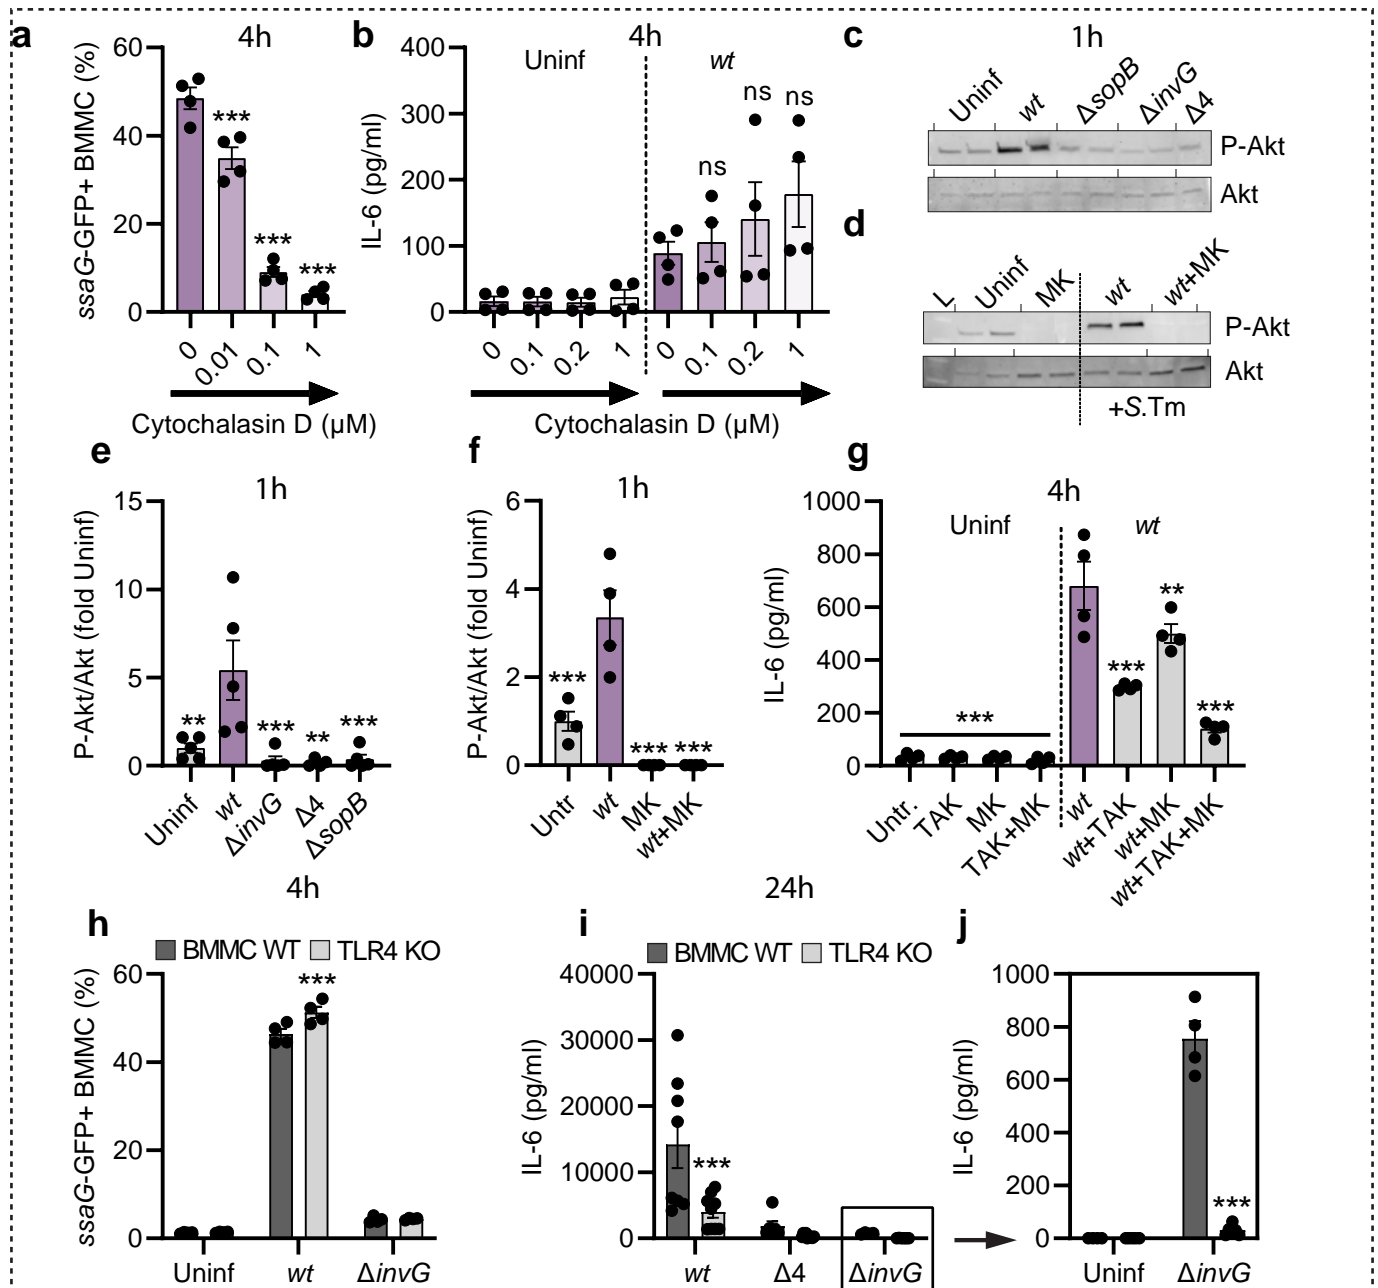 a
4h
ssaG-GFP+ BMMC (%)
60
40
20
0
***
***
***
0
0.01
0.1
1
Cytochalasin D (µM)
b
4h
IL-6 (pg/ml)
400
300
200
100
0
Uninf
wt
ns
ns
ns
0
0.1
0.2
1
0
0.1
0.2
1
Cytochalasin D (µM)
c
1h
Uninf
wt
ΔsopB
ΔinvG
Δ4
P-Akt
Akt
d
L
Uninf
MK
wt
wt+MK
P-Akt
Akt
+S.Tm
e
1h
P-Akt/Akt (fold Uninf)
15
10
5
0
**
***
**
***
Uninf
wt
ΔinvG
Δ4
ΔsopB
f
1h
P-Akt/Akt (fold Uninf)
6
4
2
0
***
***
***
Untr
wt
MK
wt+MK
g
4h
IL-6 (pg/ml)
1000
800
600
400
200
0
Uninf
wt
***
***
**
***
Untr.
TAK
MK
TAK+MK
wt
wt+TAK
wt+MK
wt+TAK+MK
h
4h
BMMC WT
TLR4 KO
ssaG-GFP+ BMMC (%)
60
40
20
0
***
Uninf
wt
ΔinvG
24h
i
BMMC WT
TLR4 KO
IL-6 (pg/ml)
40000
30000
20000
10000
0
***
wt
Δ4
ΔinvG
j
IL-6 (pg/ml)
1000
800
600
400
200
0
***
Uninf
ΔinvG